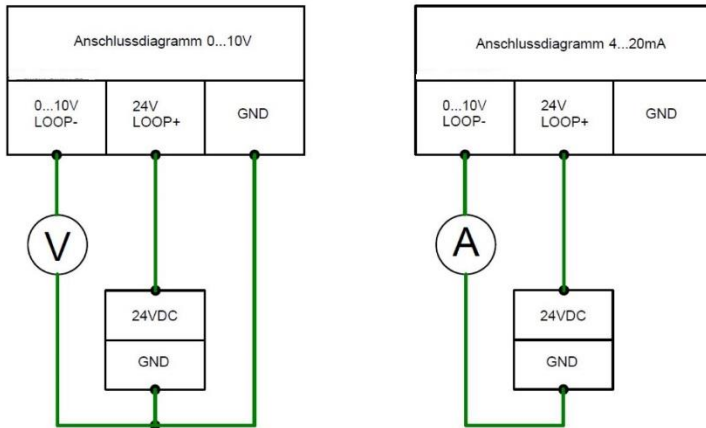 Anschlussdiagramm 0...10V
0...10V
LOOP-
24V
LOOP+
GND
V
24VDC
GND
Anschlussdiagramm 4...20mA
0...10V
LOOP-
24V
LOOP+
GND
A
24VDC
GND